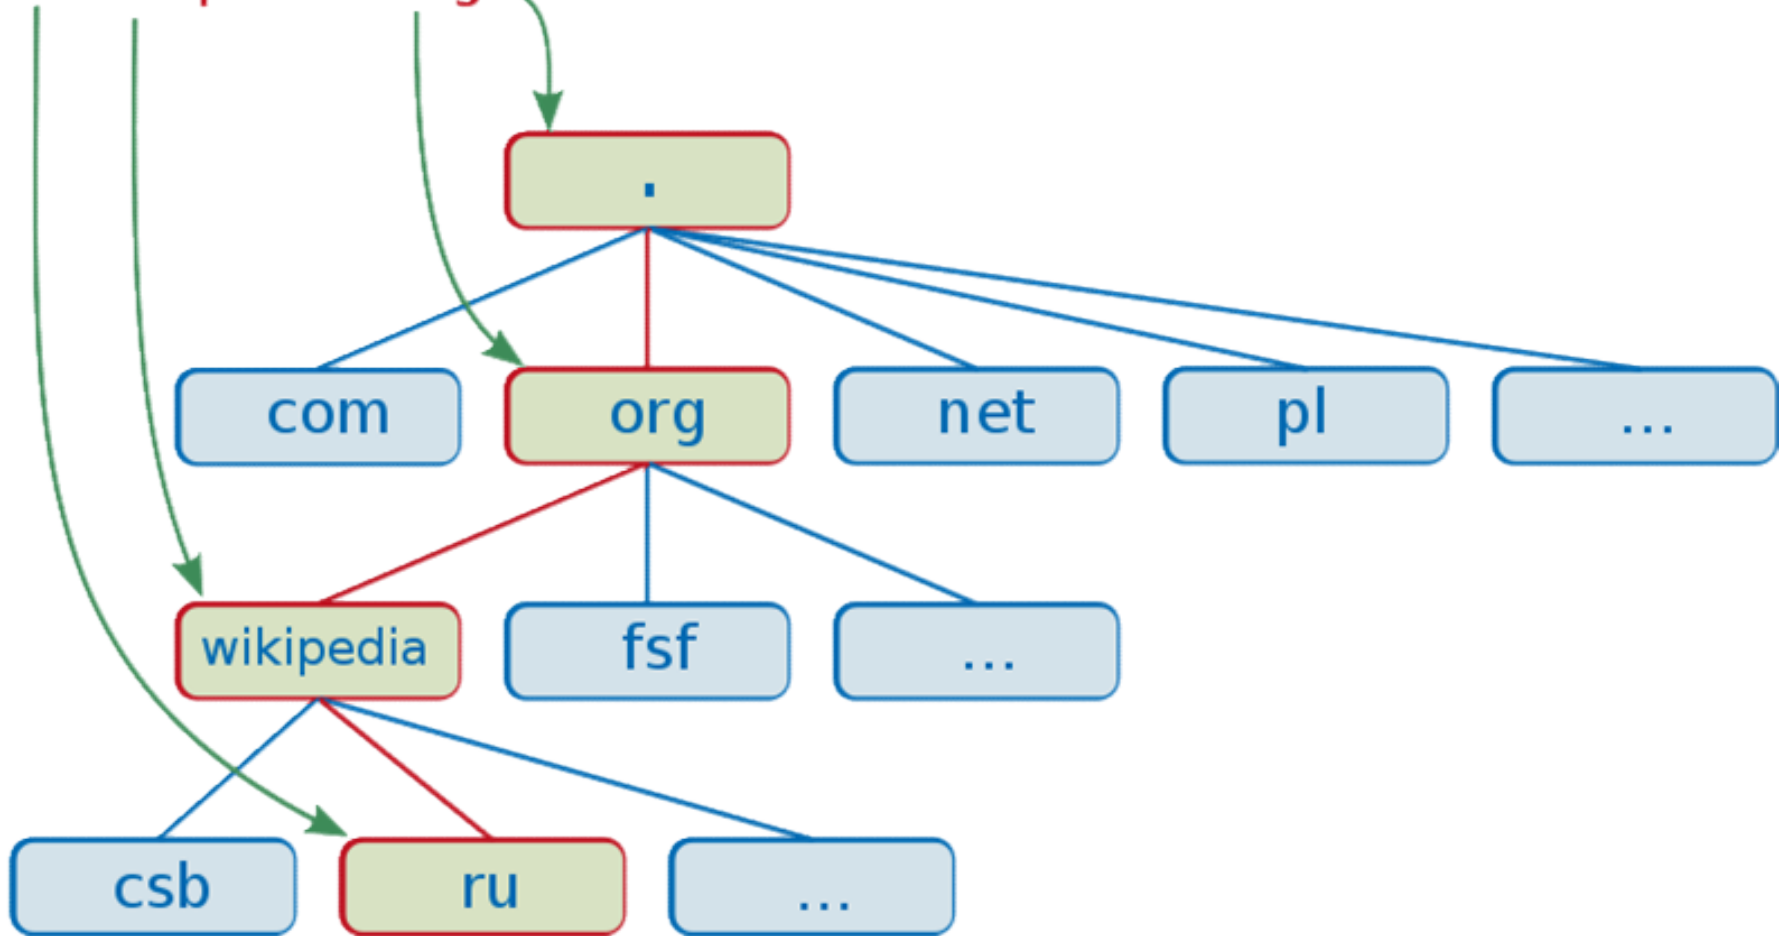 .
com org net pl ...
wikipedia fsf ...
csb ru ...